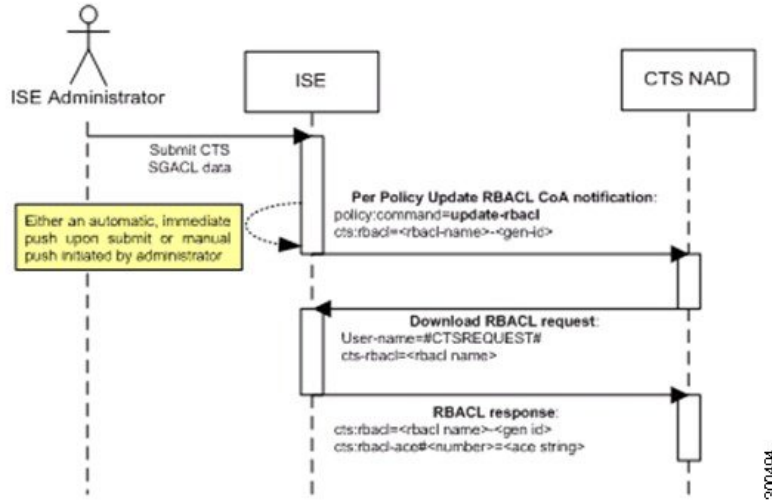 ISE Administrator
ISE
CTS NAD
Submit CTS
SGACL data
Either an automatic, immediate
push upon submit or manual
push initiated by administrator
Per Policy Update RBACL CoA notification:
policy:command=update-rbacl
cts:rbacl=<rbacl-name>-<gen-id>
Download RBACL request:
User-name=#CTSREQUEST#
cts-rbacl=<rbacl name>
RBACL response:
cts:rbacl=<rbacl name>-<gen id>
cts:rbacl-ace#<number>=<ace string>
300494